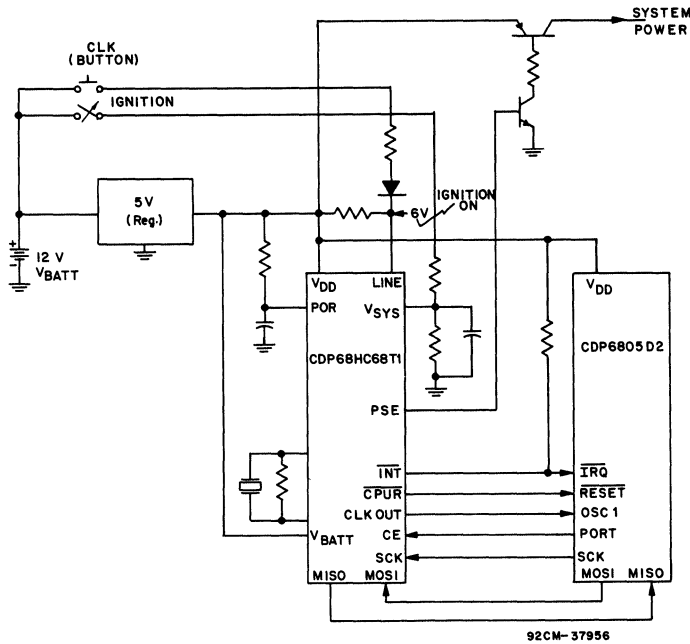 SYSTEM
POWER
CLK
(BUTTON)
IGNITION
5V
(Reg.)
6V
IGNITION
ON
+
-
12 V
VBATT
VDD
LINE
VDD
POR
VSYS
CDP68HC68T1
CDP6805D2
PSE
INT
IRQ
CPUR
RESET
CLK OUT
OSC 1
VBATT
CE
PORT
SCK
SCK
MISO
MOSI
MOSI
MISO
92CM-37956